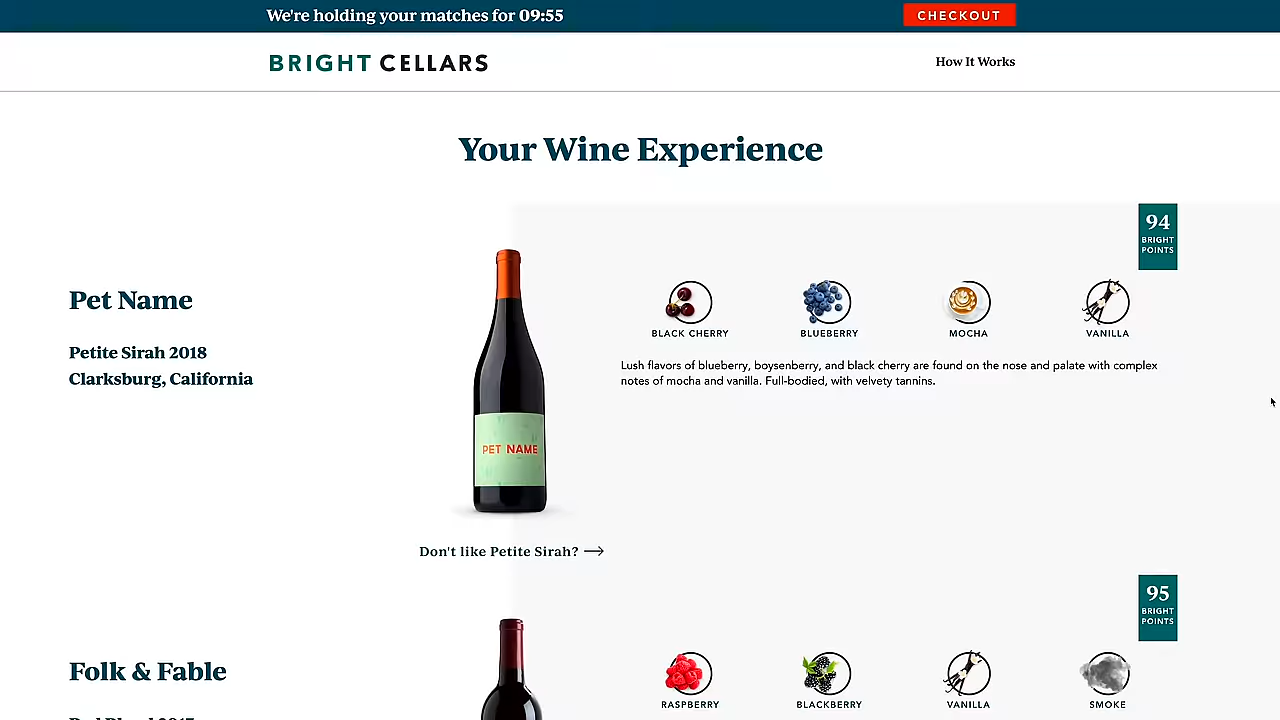 We're holding your matches for 09:55
CHECKOUT
BRIGHT CELLARS
How It Works
Your Wine Experience
94
BRIGHT
POINTS
Pet Name
Petite Sirah 2018
Clarksburg, California
PET NAME
BLACK CHERRY
BLUEBERRY
MOCHA
VANILLA
Lush flavors of blueberry, boysenberry, and black cherry are found on the nose and palate with complex
notes of mocha and vanilla. Full-bodied, with velvety tannins.
Don't like Petite Sirah?
95
BRIGHT
POINTS
Folk & Fable
RASPBERRY
BLACKBERRY
VANILLA
SMOKE